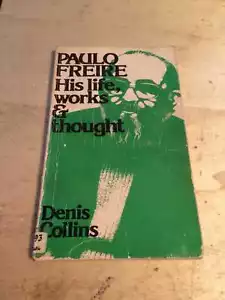 PAULO
FREIRE
His life,
works
&
thought
Denis
Collins